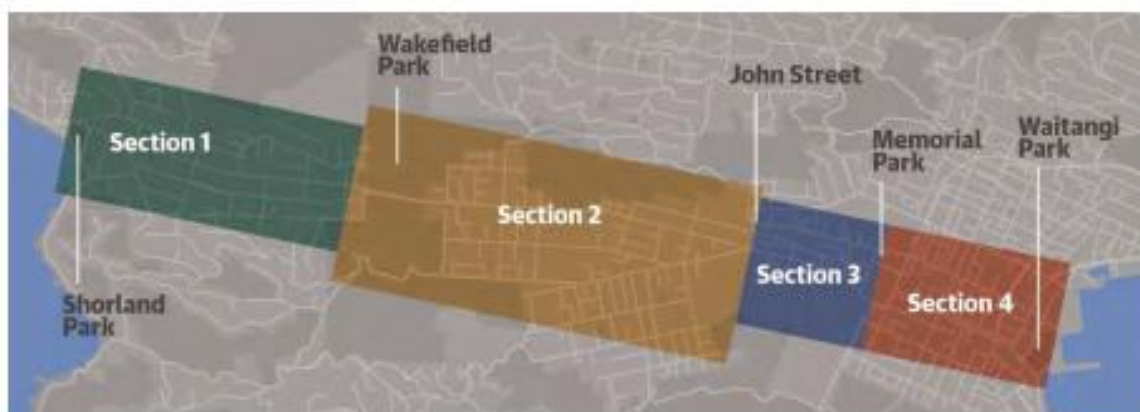 Wakefield
Park
John Street
Section 1
Memorial
Park
Waitangi
Park
Section 2
Section 3
Section 4
Shorland
Park